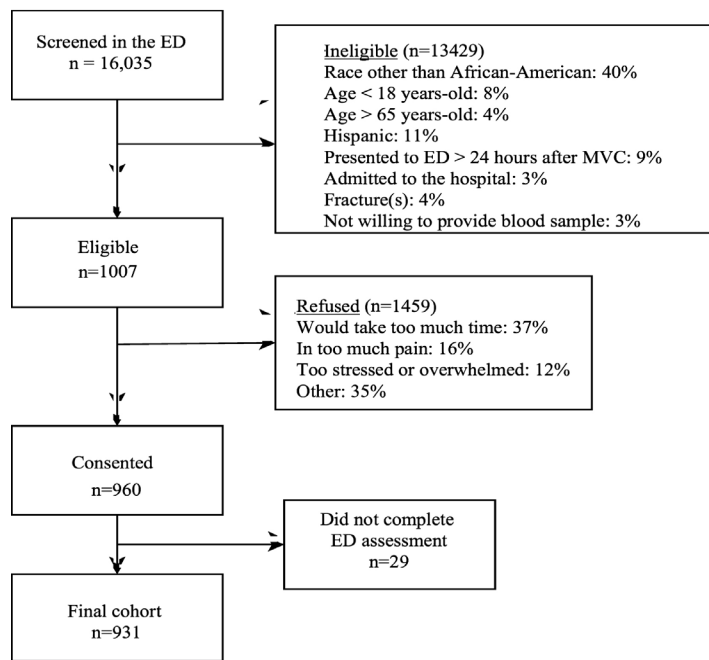 Screened in the ED
n = 16,035
Ineligible (n=13429)
Race other than African-American: 40%
Age < 18 years-old: 8%
Age > 65 years-old: 4%
Hispanic: 11%
Presented to ED > 24 hours after MVC: 9%
Admitted to the hospital: 3%
Fracture(s): 4%
Not willing to provide blood sample: 3%
Eligible
n=1007
Refused (n=1459)
Would take too much time: 37%
In too much pain: 16%
Too stressed or overwhelmed: 12%
Other: 35%
Consented
n=960
Did not complete
ED assessment
n=29
Final cohort
n=931